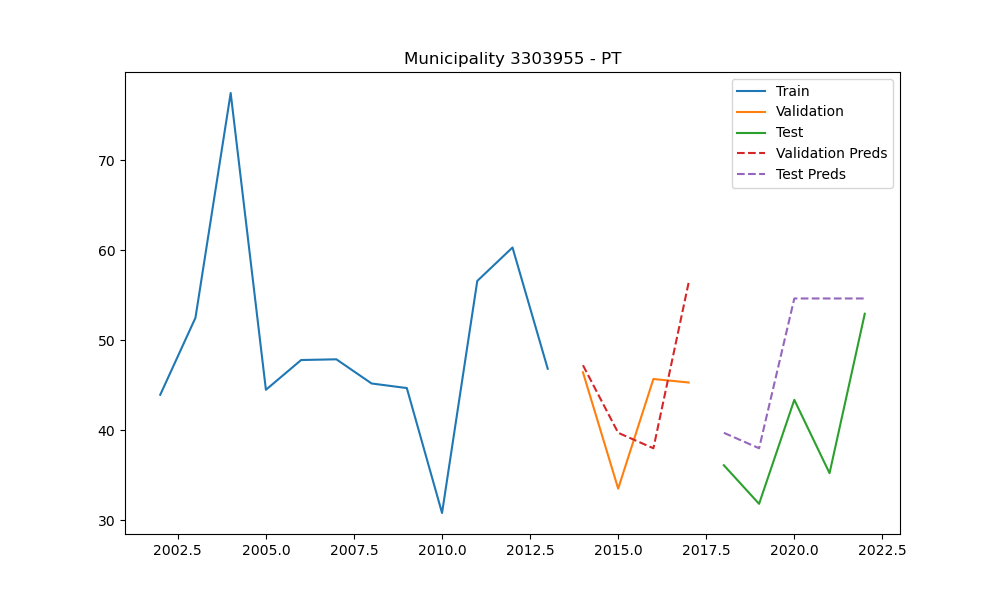 Municipality 3303955 - PT
Train
Validation
Test
Validation Preds
Test Preds
70
60
50
40
30
2002.5 2005.0 2007.5 2010.0 2012.5 2015.0 2017.5 2020.0 2022.5